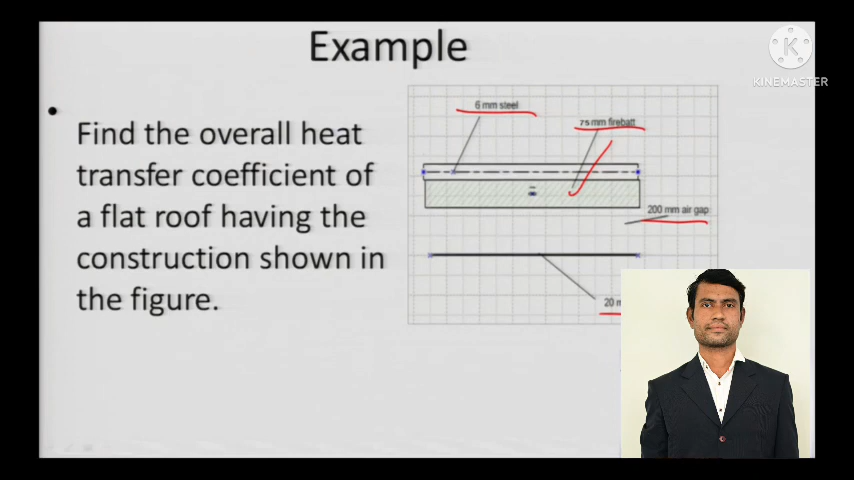 Example
K
KINEMASTER
6 mm steel
75 mm firebatt
• Find the overall heat
transfer coefficient of
a flat roof having the
construction shown in
the figure.
200 mm air gap
20